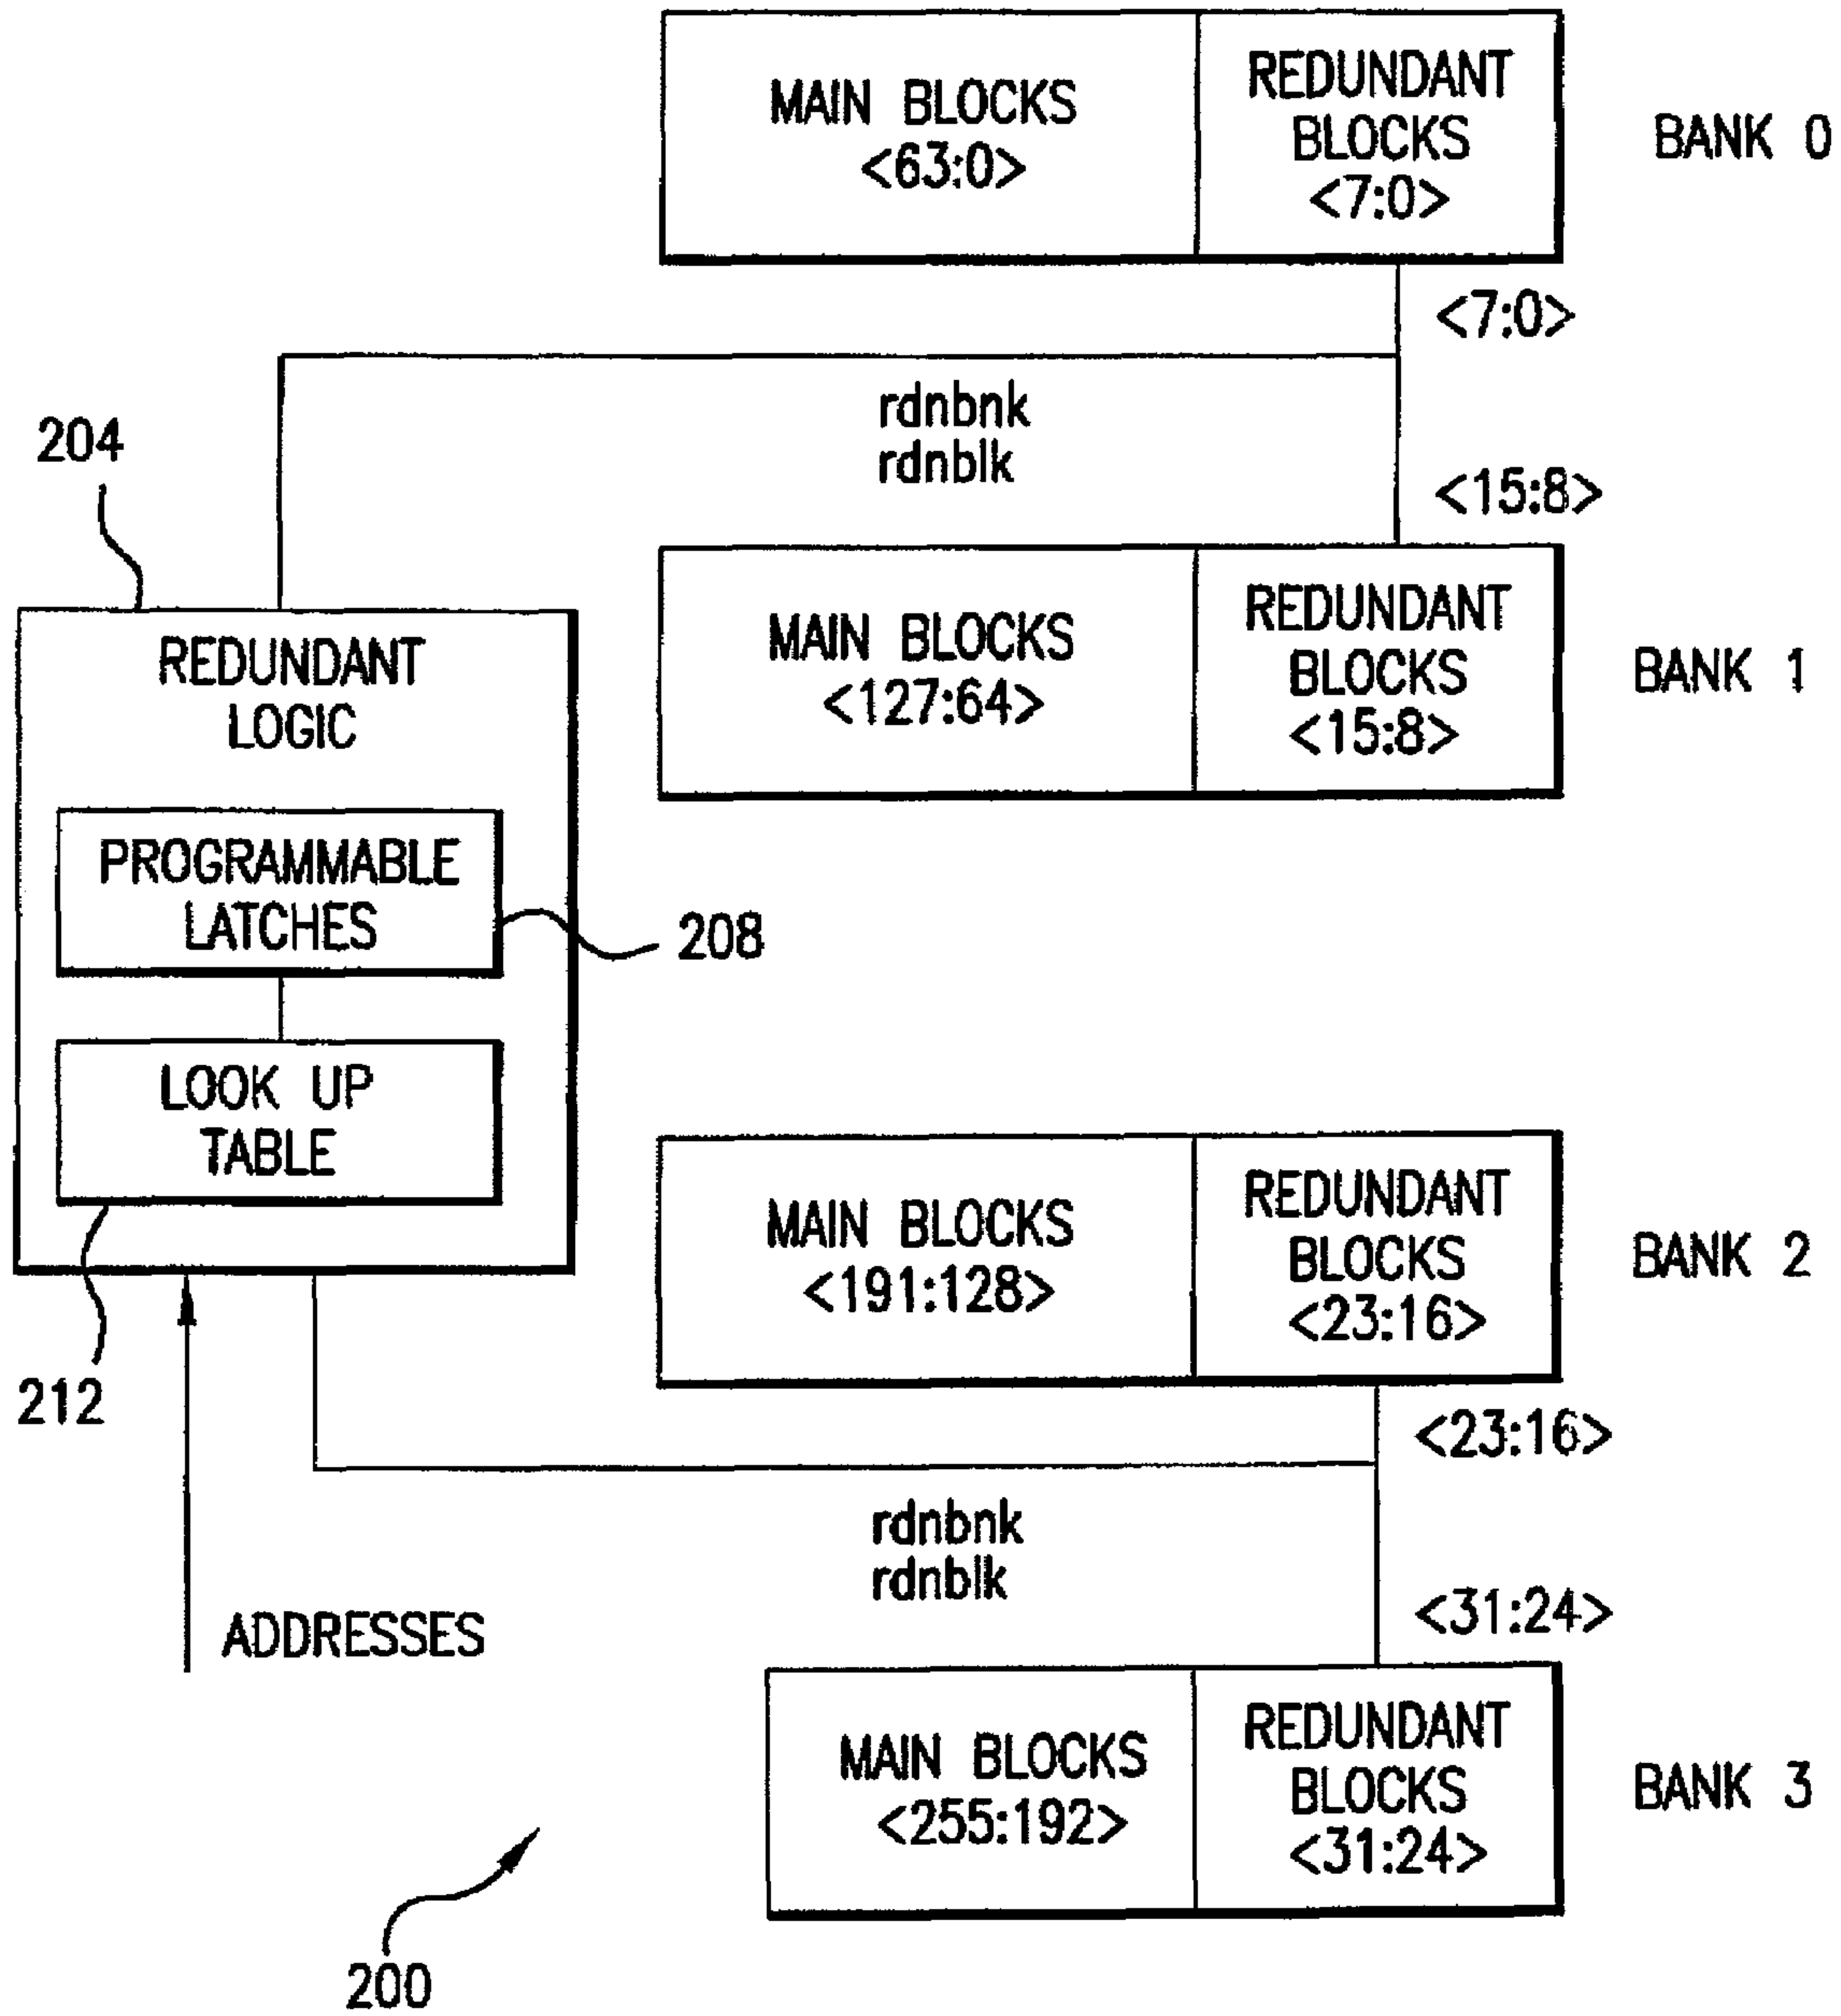 MAIN BLOCKS
<63:0>
REDUNDANT
BLOCKS
<7:0>
BANK 0
<7:0>
rdnbnk
rdnblk
<15:8>
204
MAIN BLOCKS
<127:64>
REDUNDANT
BLOCKS
<15:8>
BANK 1
REDUNDANT
LOGIC
PROGRAMMABLE
LATCHES
208
LOOK UP
TABLE
212
MAIN BLOCKS
<191:128>
REDUNDANT
BLOCKS
<23:16>
BANK 2
<23:16>
rdnbnk
rdnblk
<31:24>
ADDRESSES
MAIN BLOCKS
<255:192>
REDUNDANT
BLOCKS
<31:24>
BANK 3
200